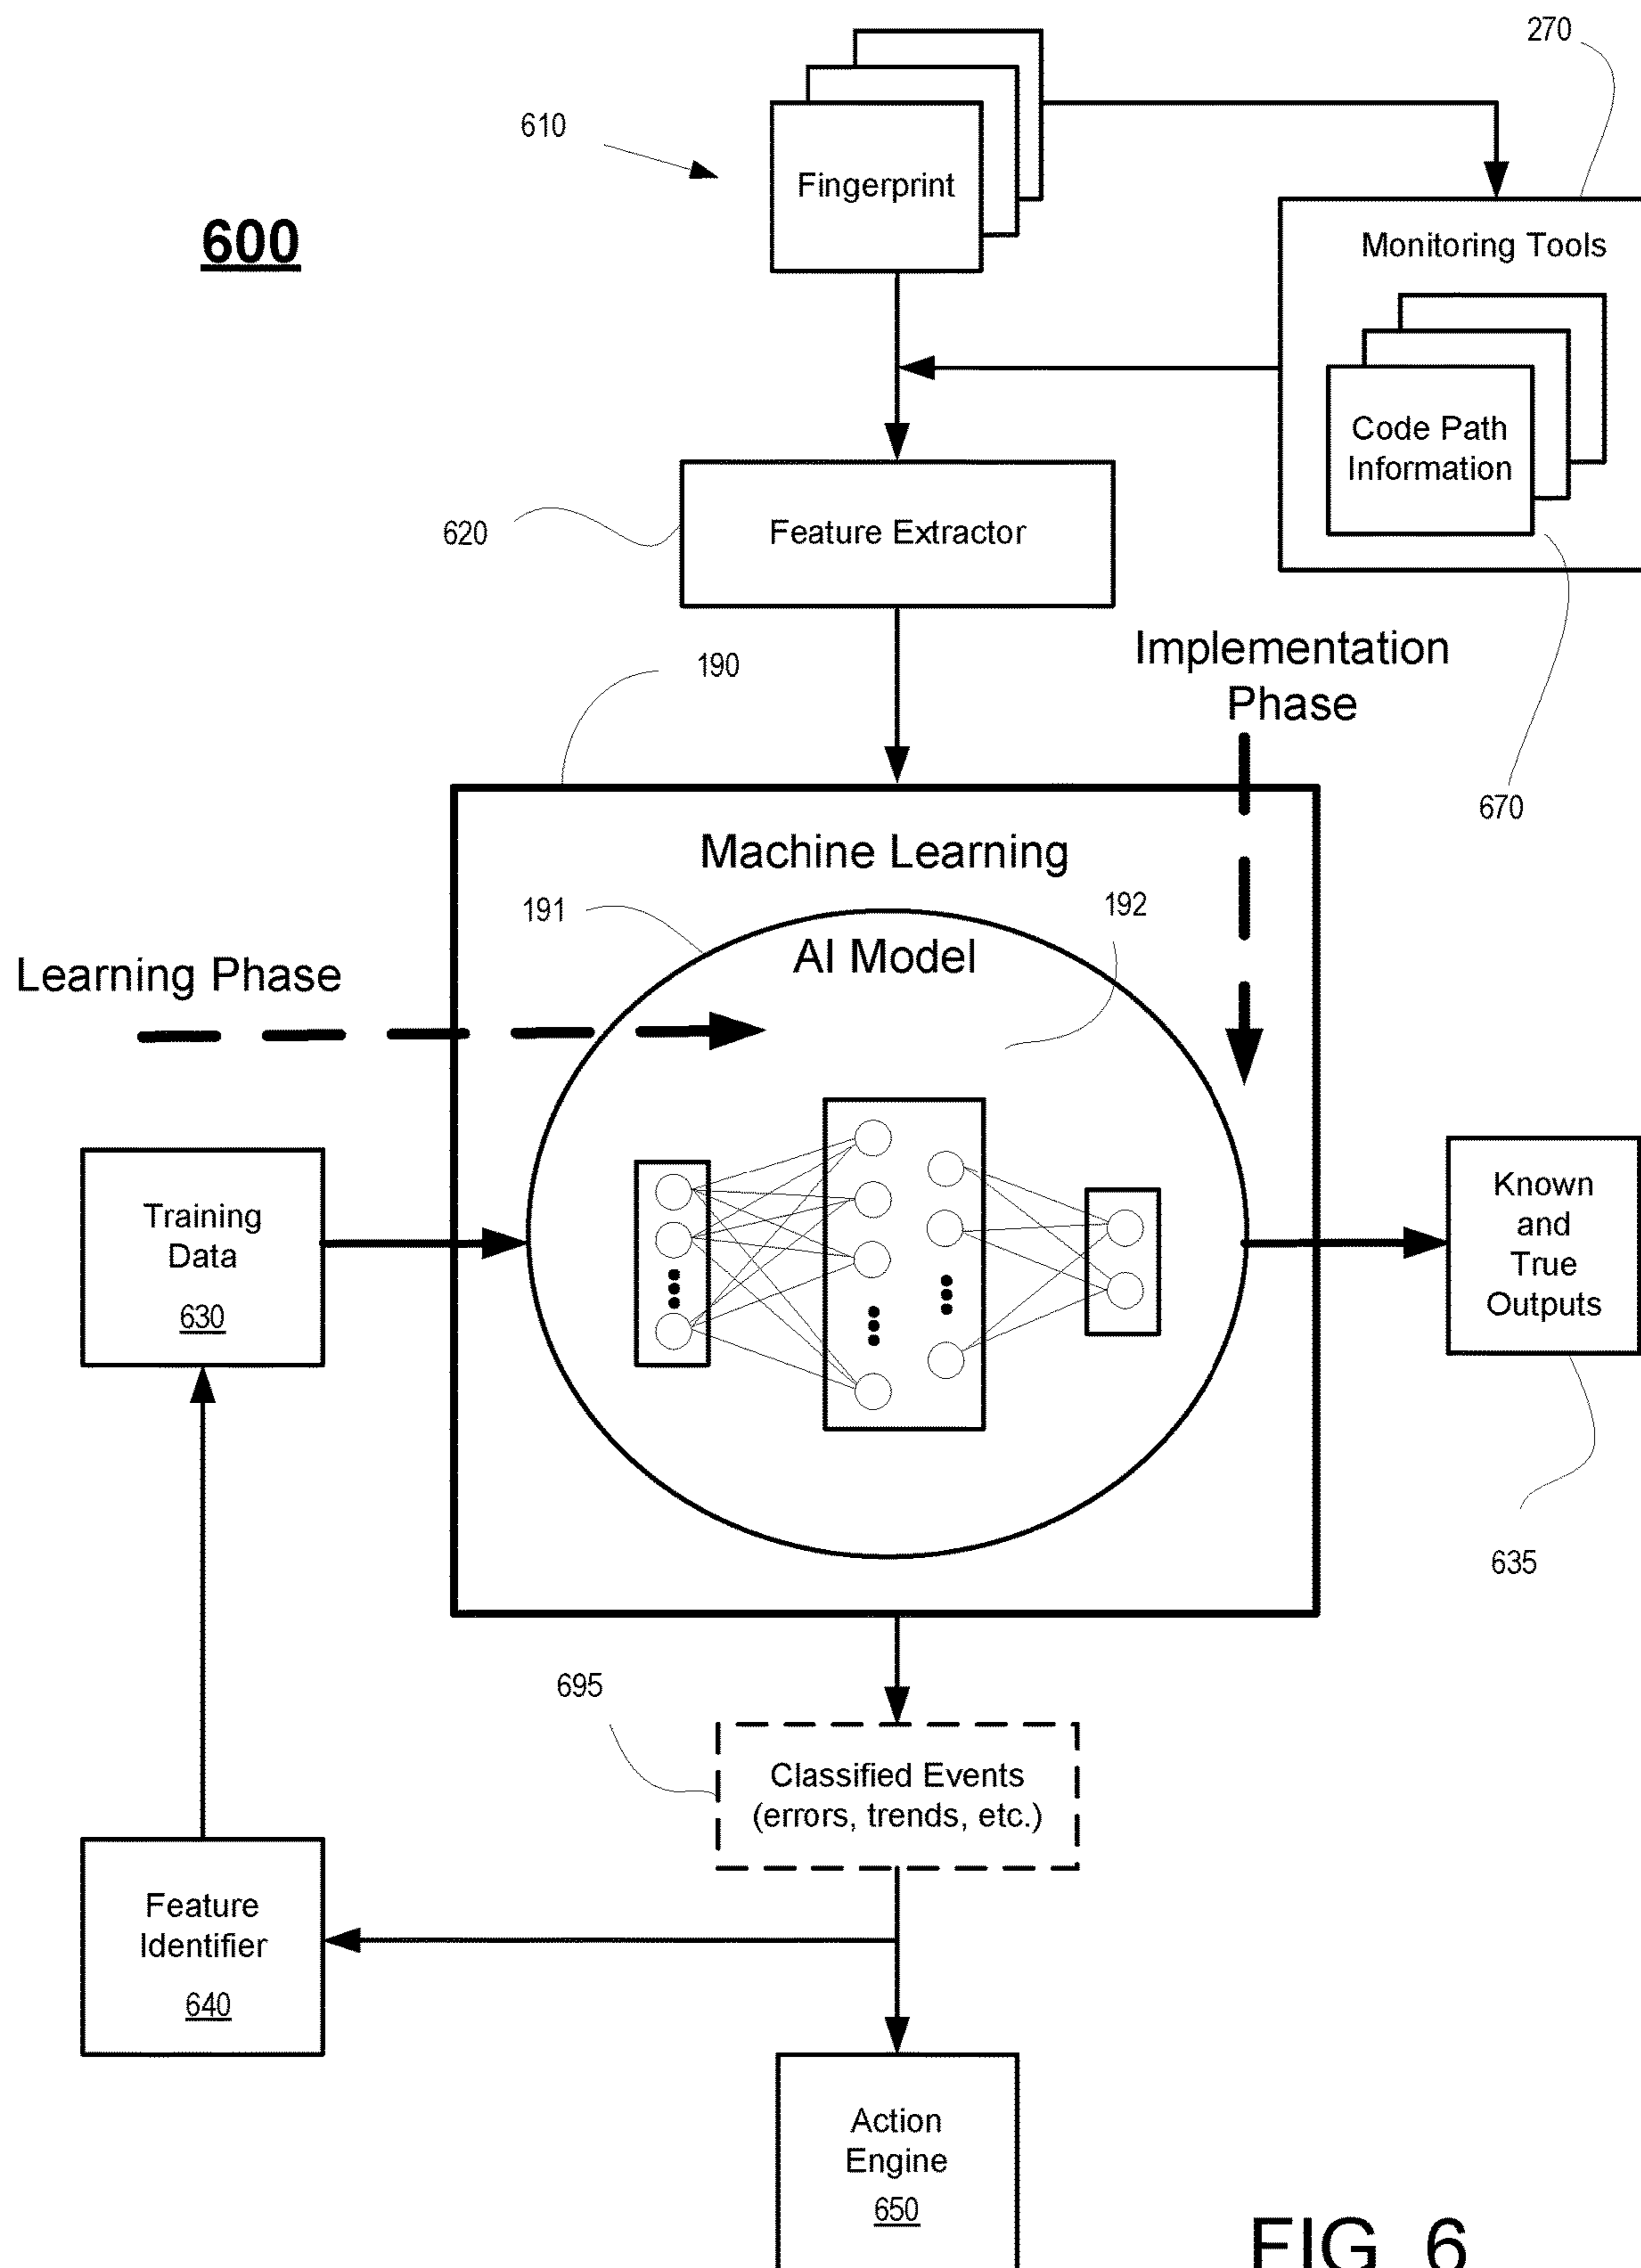 270
610
Fingerprint
600
Monitoring Tools
Code Path
Information
620
Feature Extractor
Implementation
Phase
190
670
Machine Learning
191
192
AI Model
Learning Phase
Training
Data
630
Known
and
True
Outputs
635
695
Classified Events
(errors, trends, etc.)
Feature
Identifier
640
Action
Engine
650
FIG. 6